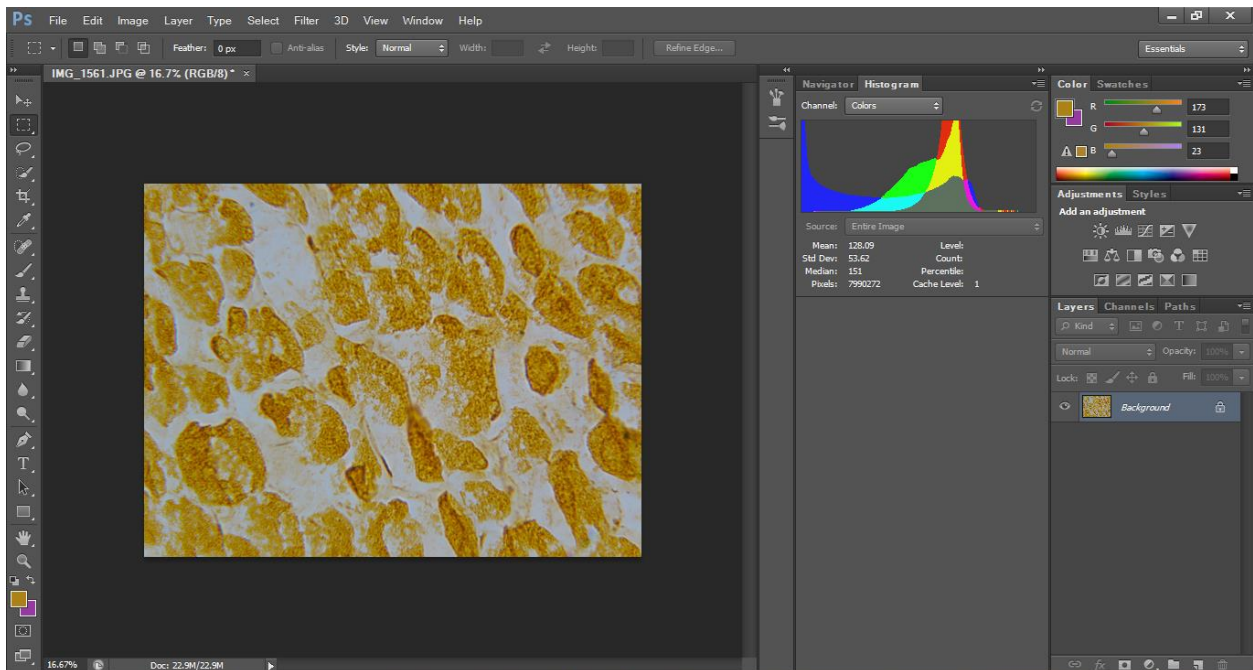 Ps File Edit Image Layer Type Select Filter 3D View Window Help
Feather: 0 px Anti-alias Style: Normal Width: Height: Refine Edge... Essentials
IMG_1561.JPG @ 16.7% (RGB/8) * ×
Navigator Histogram
Channel: Colors
Source: Entire Image
Mean: 128.09 Level:
Std Dev: 53.62 Count:
Median: 151 Percentile:
Pixels: 7990272 Cache Level: 1
Color Swatches
R 173
G 131
B 23
Adjustments Styles
Add an adjustment
Layers Channels Paths
Kind T
Normal Opacity: 100%
Lock: Fill: 100%
Background
fx
T
16.67% Doc: 22.9M/22.9M